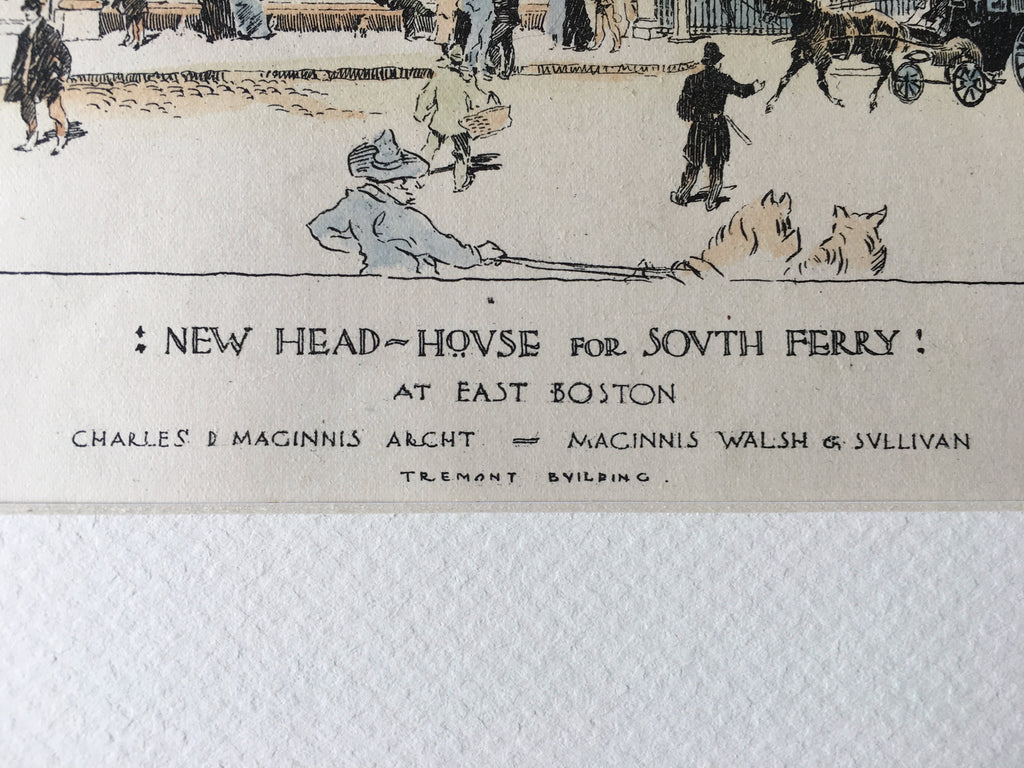 : NEW HEAD~HOVSE FOR SOVTH FERRY :
AT EAST BOSTON
CHARLES D MAGINNIS ARCHT = MAGINNIS WALSH & SVLLIVAN
TREMONT BVILDING .